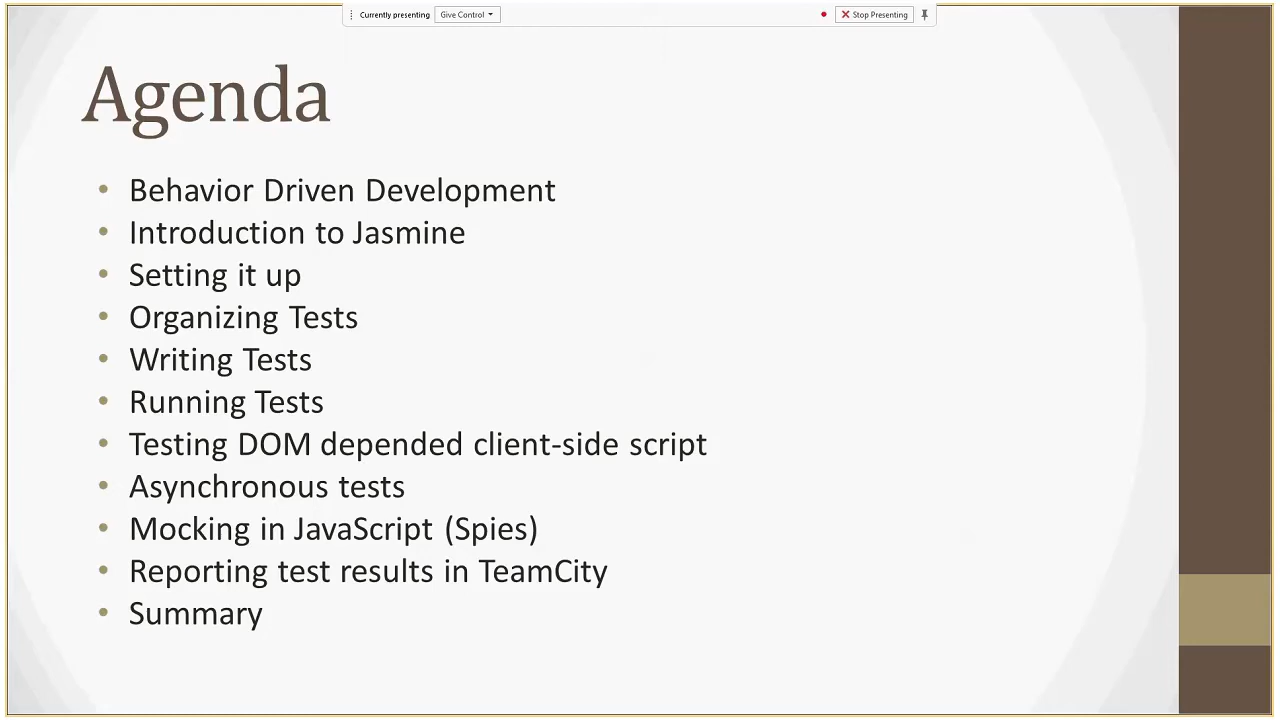 Currently presenting Give Control Stop Presenting
Agenda
• Behavior Driven Development
• Introduction to Jasmine
• Setting it up
• Organizing Tests
• Writing Tests
• Running Tests
• Testing DOM depended client-side script
• Asynchronous tests
• Mocking in JavaScript (Spies)
• Reporting test results in TeamCity
• Summary